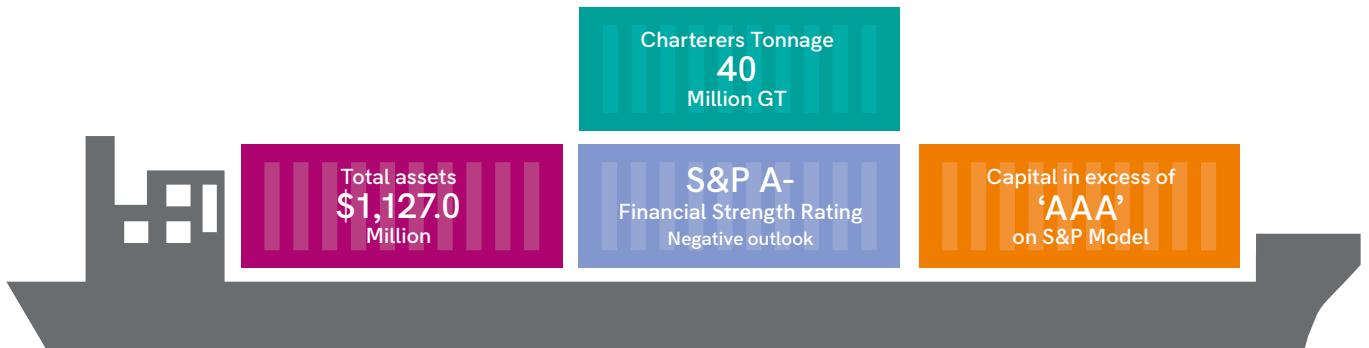 Charterers Tonnage
40
Million GT
Total assets
$1,127.0
Million
S&P A-
Financial Strength Rating
Negative outlook
Capital in excess of
‘AAA’
on S&P Model